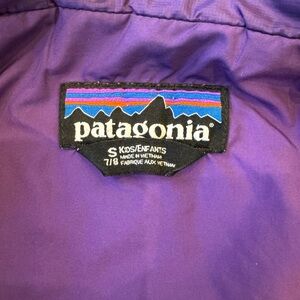 patagonia®
S KIDS/ENFANTS
7/8 MADE IN VIETNAM
FABRIQUE AUX VIETNAM